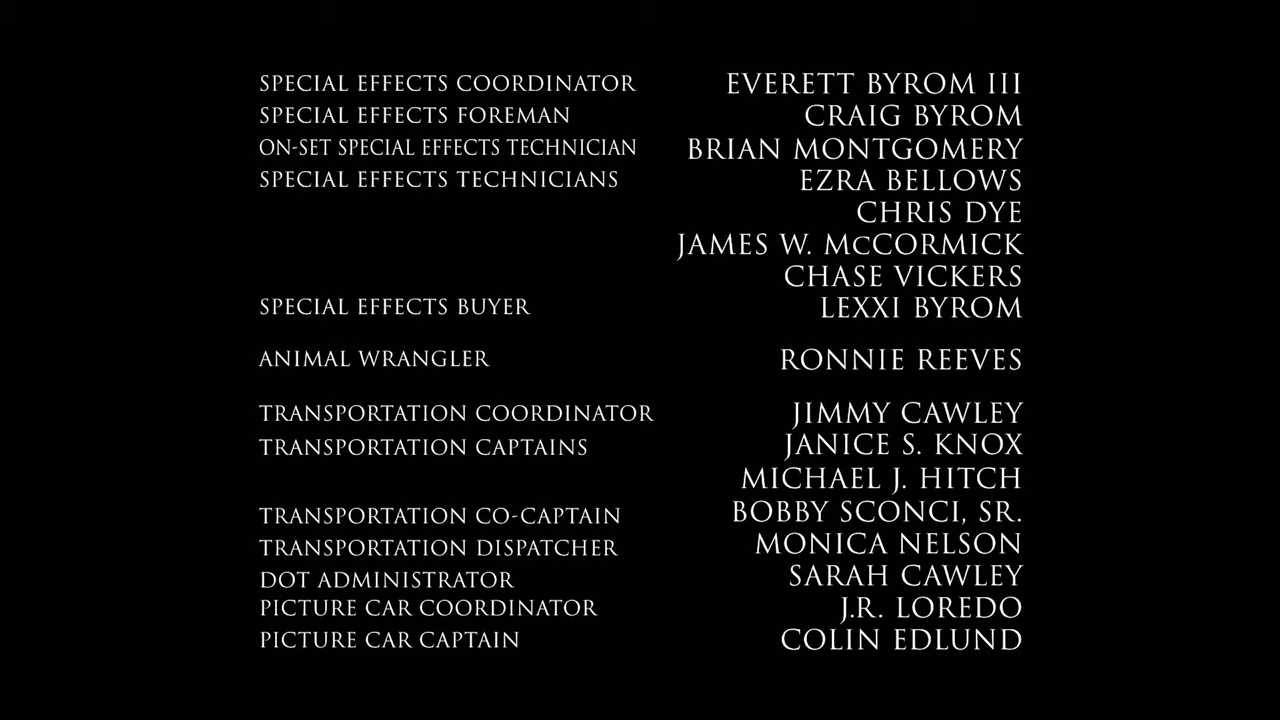 SPECIAL EFFECTS COORDINATOR EVERETT BYROM III
SPECIAL EFFECTS FOREMAN CRAIG BYROM
ON-SET SPECIAL EFFECTS TECHNICIAN BRIAN MONTGOMERY
SPECIAL EFFECTS TECHNICIANS EZRA BELLOWS
CHRIS DYE
JAMES W. McCORMICK
CHASE VICKERS
SPECIAL EFFECTS BUYER LEXXI BYROM
ANIMAL WRANGLER RONNIE REEVES
TRANSPORTATION COORDINATOR JIMMY CAWLEY
TRANSPORTATION CAPTAINS JANICE S. KNOX
MICHAEL J. HITCH
TRANSPORTATION CO-CAPTAIN BOBBY SCONCI, SR.
TRANSPORTATION DISPATCHER MONICA NELSON
DOT ADMINISTRATOR SARAH CAWLEY
PICTURE CAR COORDINATOR J.R. LOREDO
PICTURE CAR CAPTAIN COLIN EDLUND